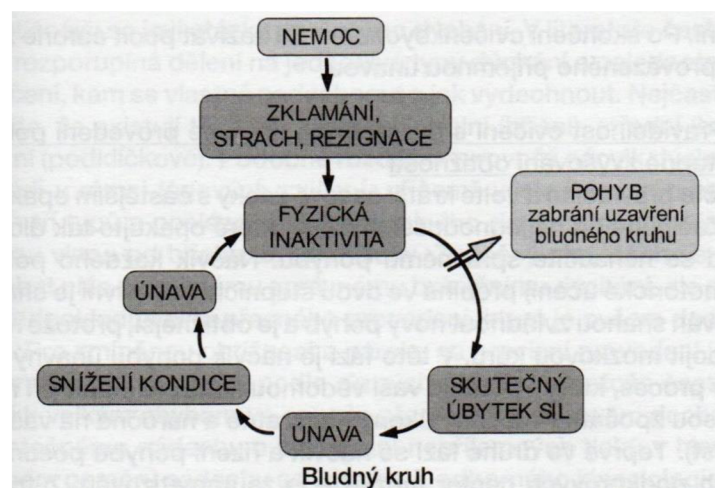 NEMOC
ZKLAMÁNÍ,
STRACH, REZIGNACE
FYZICKÁ
INAKTIVITA
POHYB
zabrání uzavření
bludného kruhu
SKUTEČNÝ
ÚBYTEK SIL
ÚNAVA
SNÍŽENÍ KONDICE
ÚNAVA
Bludný kruh